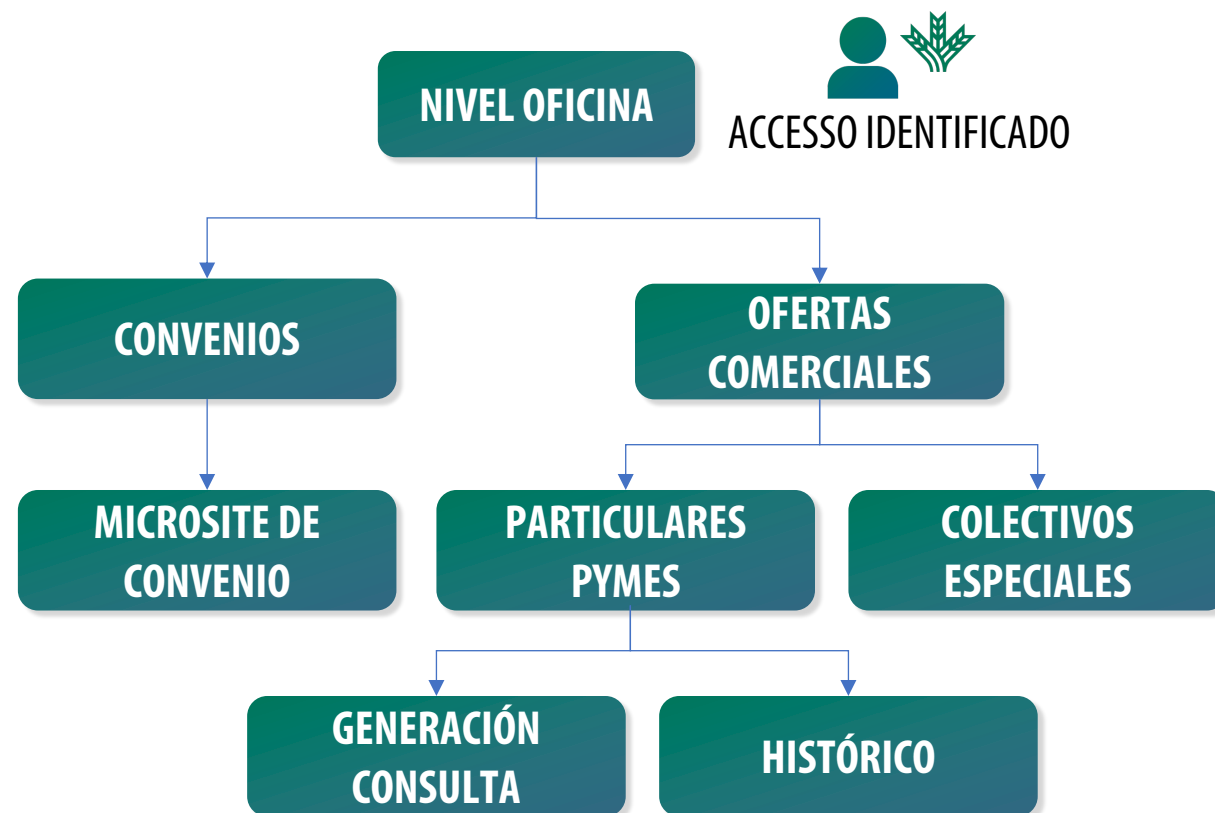 NIVEL OFICINA
ACCESSO IDENTIFICADO
CONVENIOS
OFERTAS
COMERCIALES
MICROSITE DE
CONVENIO
PARTICULARES
PYMES
COLECTIVOS
ESPECIALES
GENERACIÓN
CONSULTA
HISTÓRICO